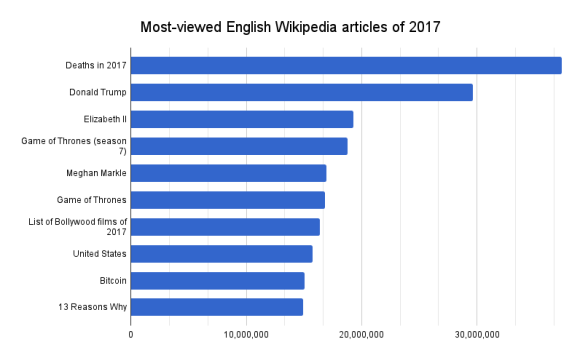 Most-viewed English Wikipedia articles of 2017
Deaths in 2017
Donald Trump
Elizabeth II
Game of Thrones (season
7)
Meghan Markle
Game of Thrones
List of Bollywood films of
2017
United States
Bitcoin
13 Reasons Why
0
10,000,000
20,000,000
30,000,000